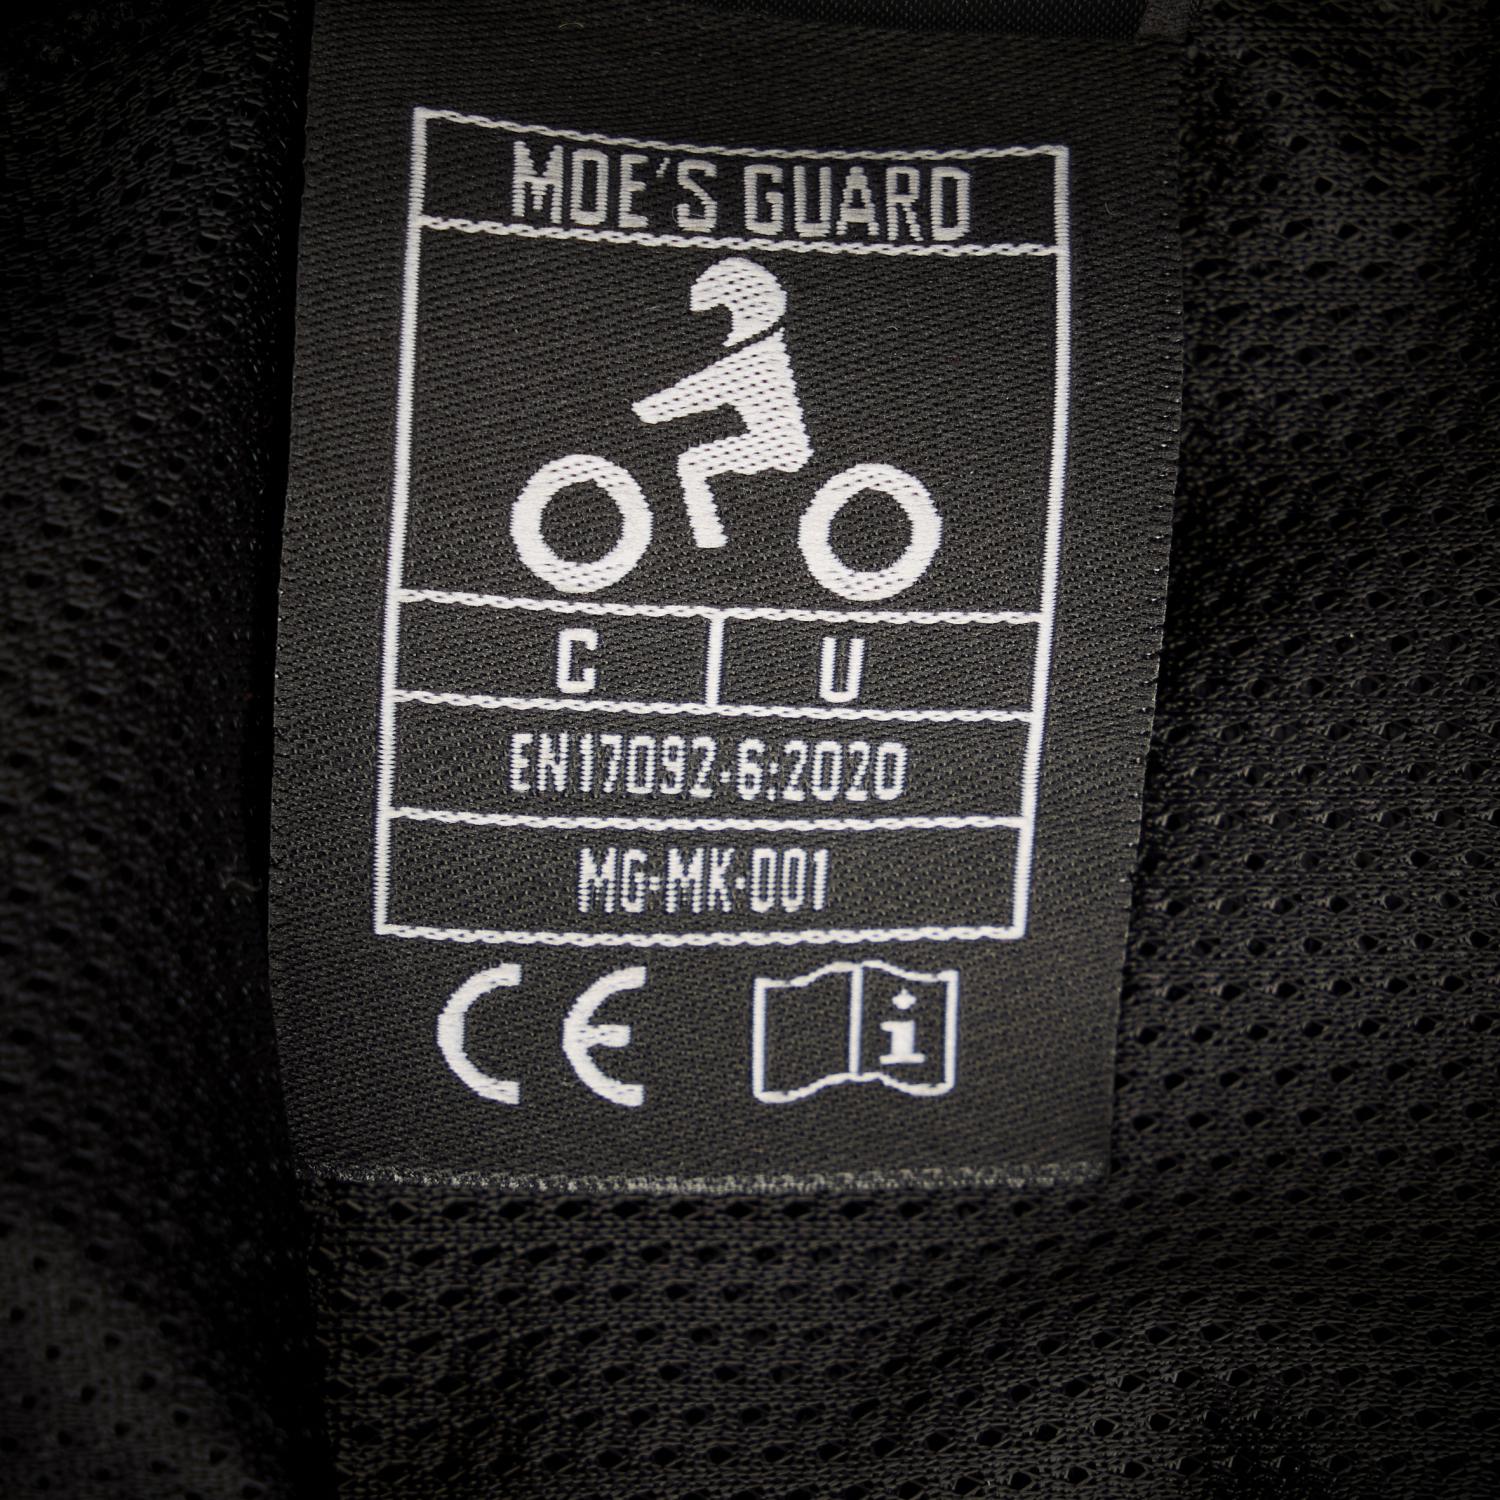 MOE'S GUARD
C U
EN17092-6:2020
MG-MK-001
CE i